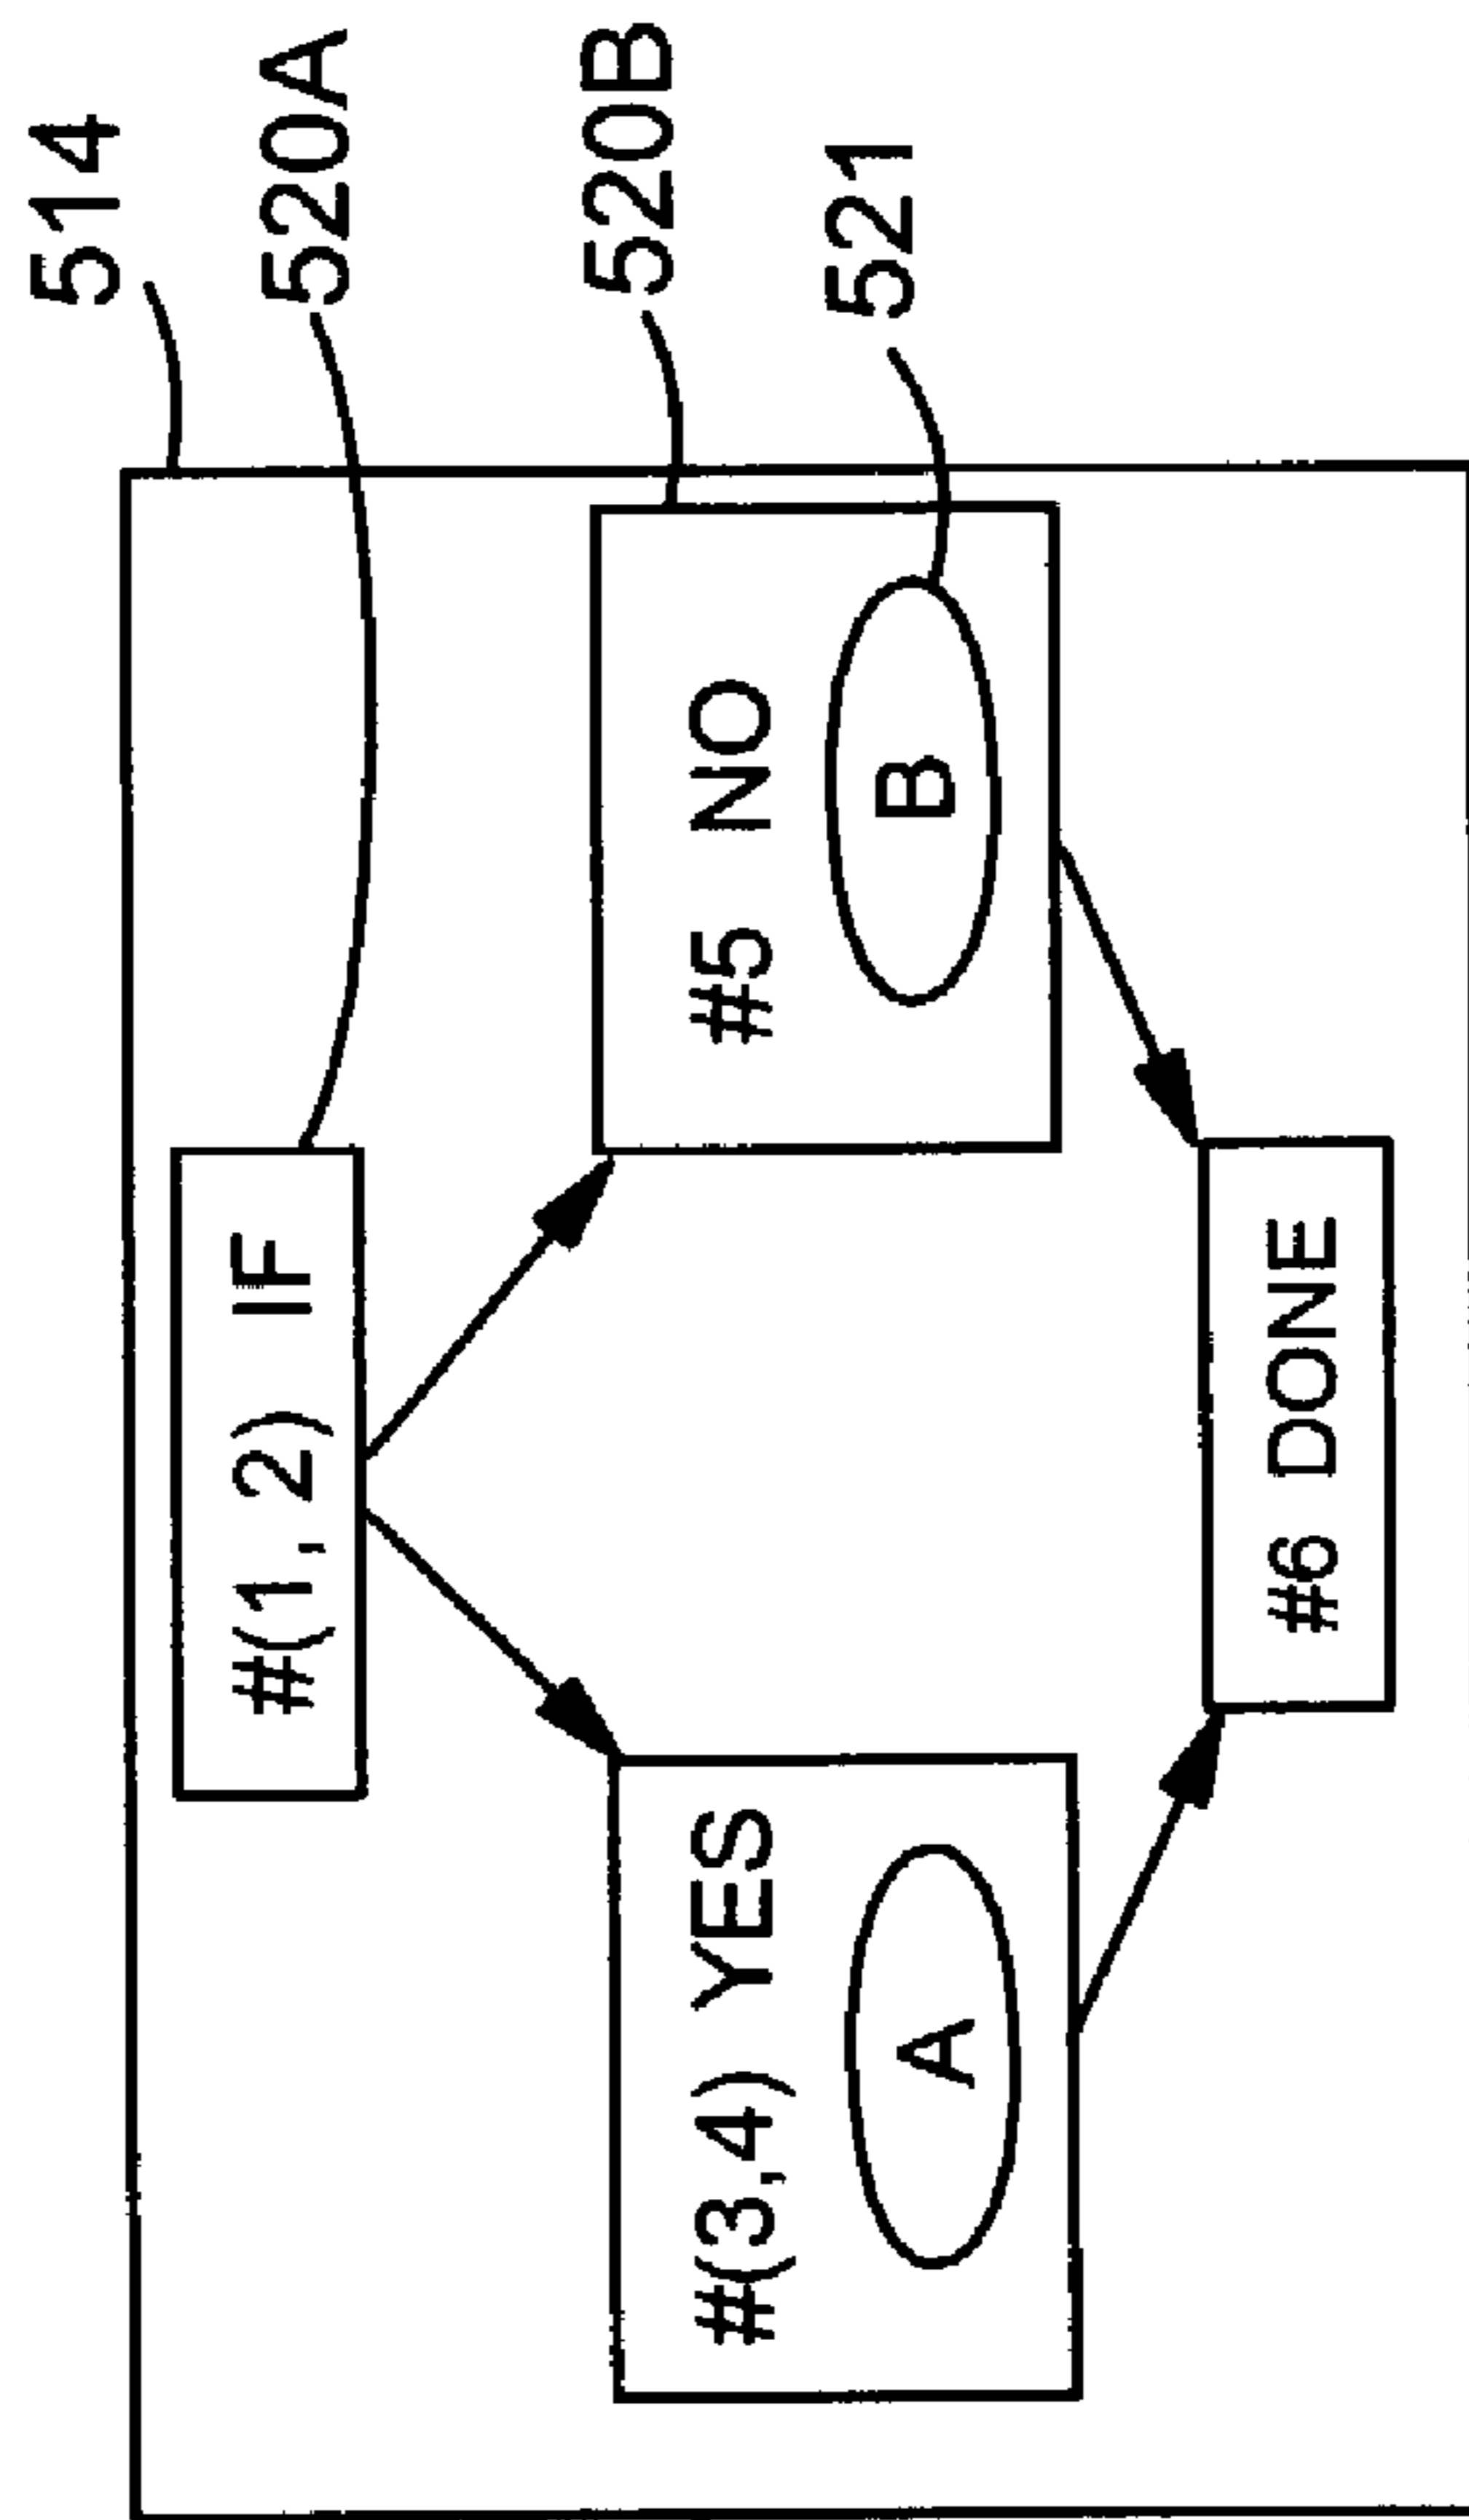 514
520A
#(1, 2) IF
520B
#(3,4) YES
#5 NO
521
A
B
#6 DONE